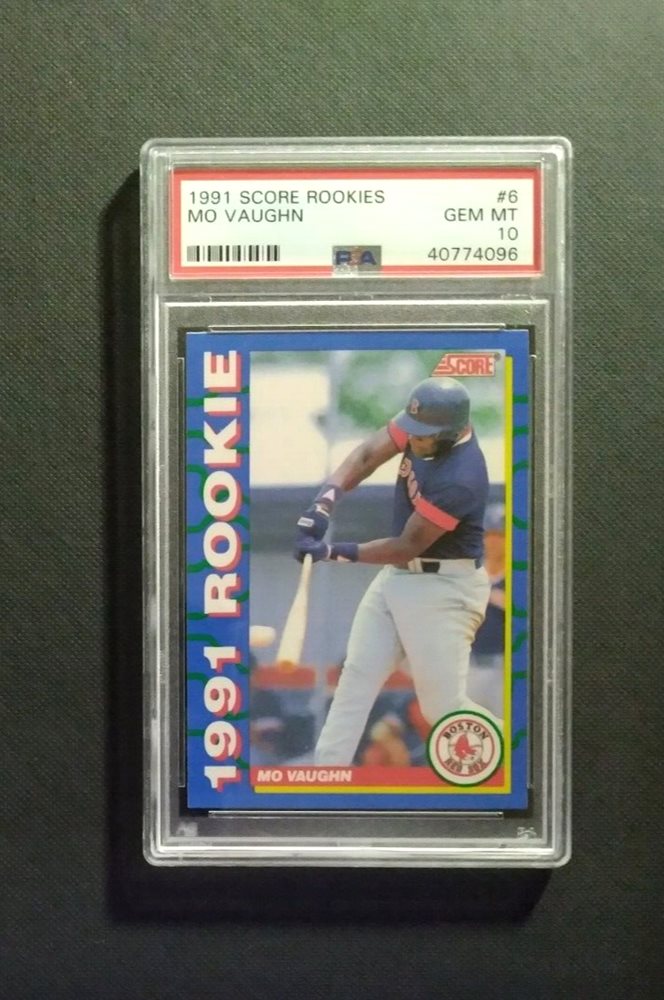 1991 SCORE ROOKIES #6
MO VAUGHN GEM MT
10
PSA 40774096
SCORE
1991 ROOKIE
B
MO VAUGHN
BOSTON
RED SOX